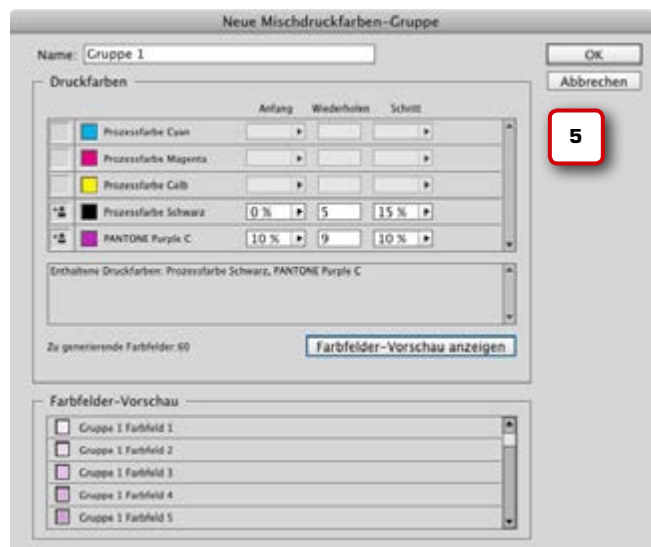 Neue Mischdruckfarben-Gruppe
Name: Gruppe 1
OK
Abbrechen
5
Druckfarben
Anfang Wiederholen Schritt
Prozessfarbe Cyan
Prozessfarbe Magenta
Prozessfarbe Gelb
Prozessfarbe Schwarz 0 % 5 15 %
PANTONE Purple C 10 % 9 10 %
Enthaltene Druckfarben: Prozessfarbe Schwarz, PANTONE Purple C
Zu generierende Farbfelder:60
Farbfelder-Vorschau anzeigen
Farbfelder-Vorschau
Gruppe 1 Farbfeld 1
Gruppe 1 Farbfeld 2
Gruppe 1 Farbfeld 3
Gruppe 1 Farbfeld 4
Gruppe 1 Farbfeld 5